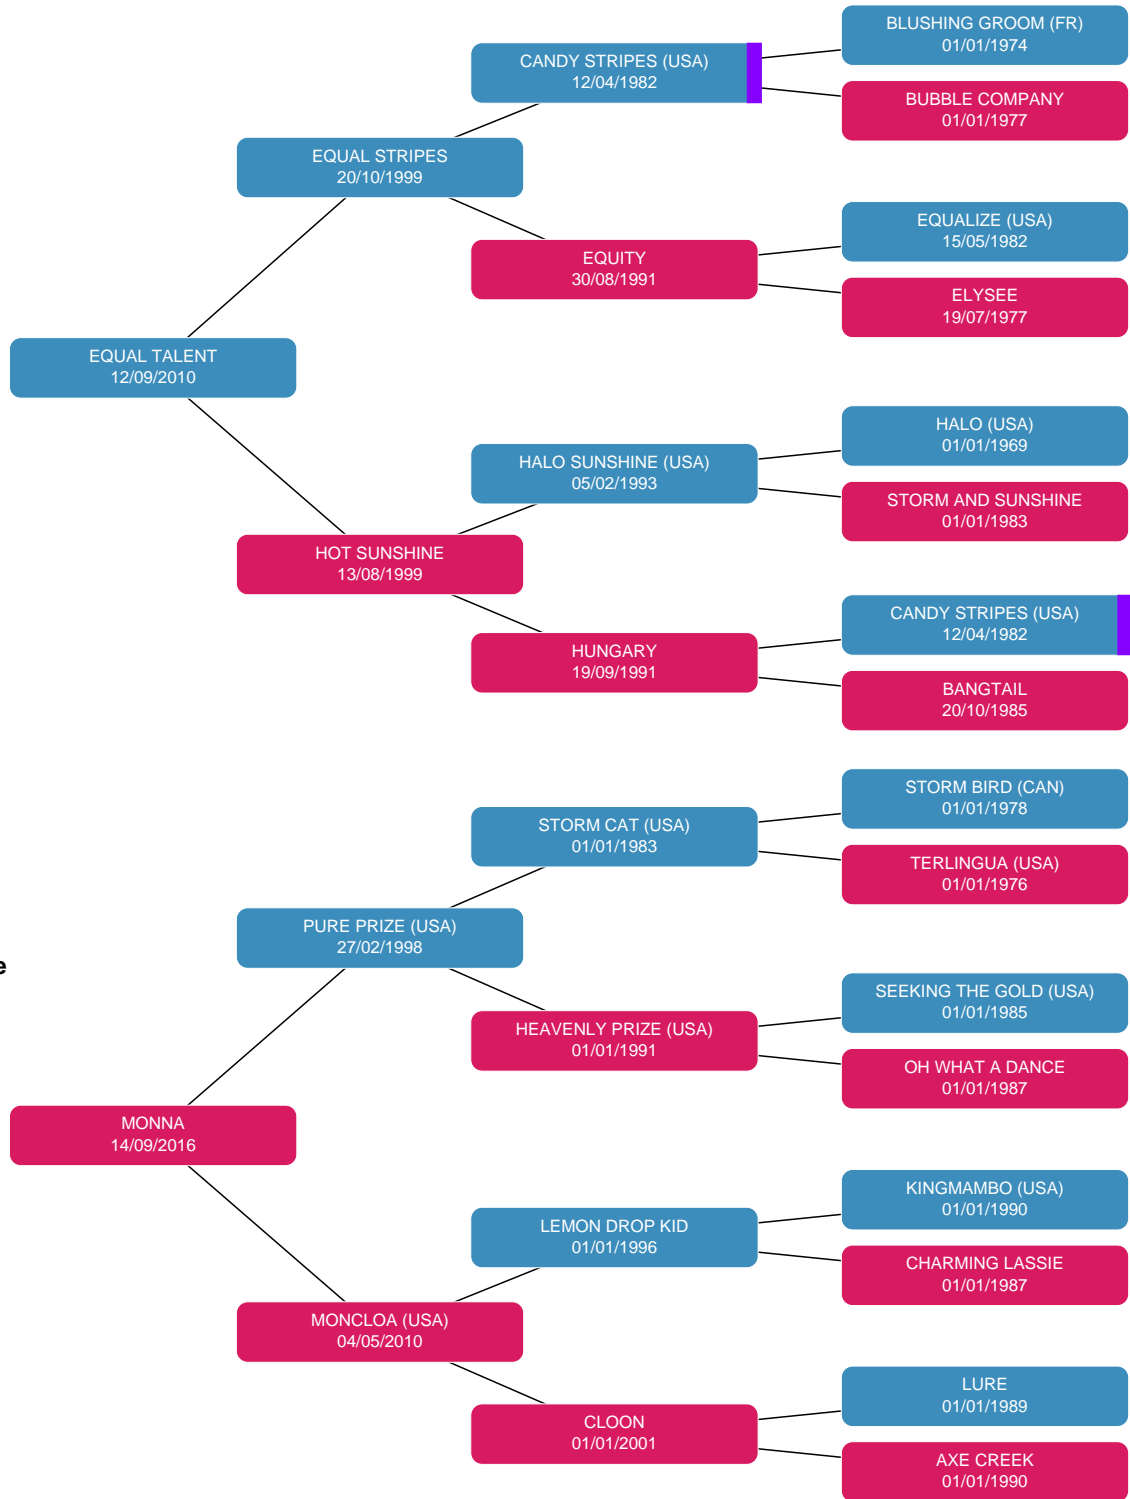 BLUSHING GROOM (FR)
01/01/1974
CANDY STRIPES (USA)
12/04/1982
BUBBLE COMPANY
01/01/1977
EQUAL STRIPES
20/10/1999
EQUALIZE (USA)
15/05/1982
EQUITY
30/08/1991
ELYSEE
19/07/1977
EQUAL TALENT
12/09/2010
HALO (USA)
01/01/1969
HALO SUNSHINE (USA)
05/02/1993
STORM AND SUNSHINE
01/01/1983
HOT SUNSHINE
13/08/1999
CANDY STRIPES (USA)
12/04/1982
HUNGARY
19/09/1991
BANGTAIL
20/10/1985
STORM BIRD (CAN)
01/01/1978
STORM CAT (USA)
01/01/1983
TERLINGUA (USA)
01/01/1976
PURE PRIZE (USA)
27/02/1998
e
SEEKING THE GOLD (USA)
01/01/1985
HEAVENLY PRIZE (USA)
01/01/1991
OH WHAT A DANCE
01/01/1987
MONNA
14/09/2016
KINGMAMBO (USA)
01/01/1990
LEMON DROP KID
01/01/1996
CHARMING LASSIE
01/01/1987
MONCLOA (USA)
04/05/2010
LURE
01/01/1989
CLOON
01/01/2001
AXE CREEK
01/01/1990